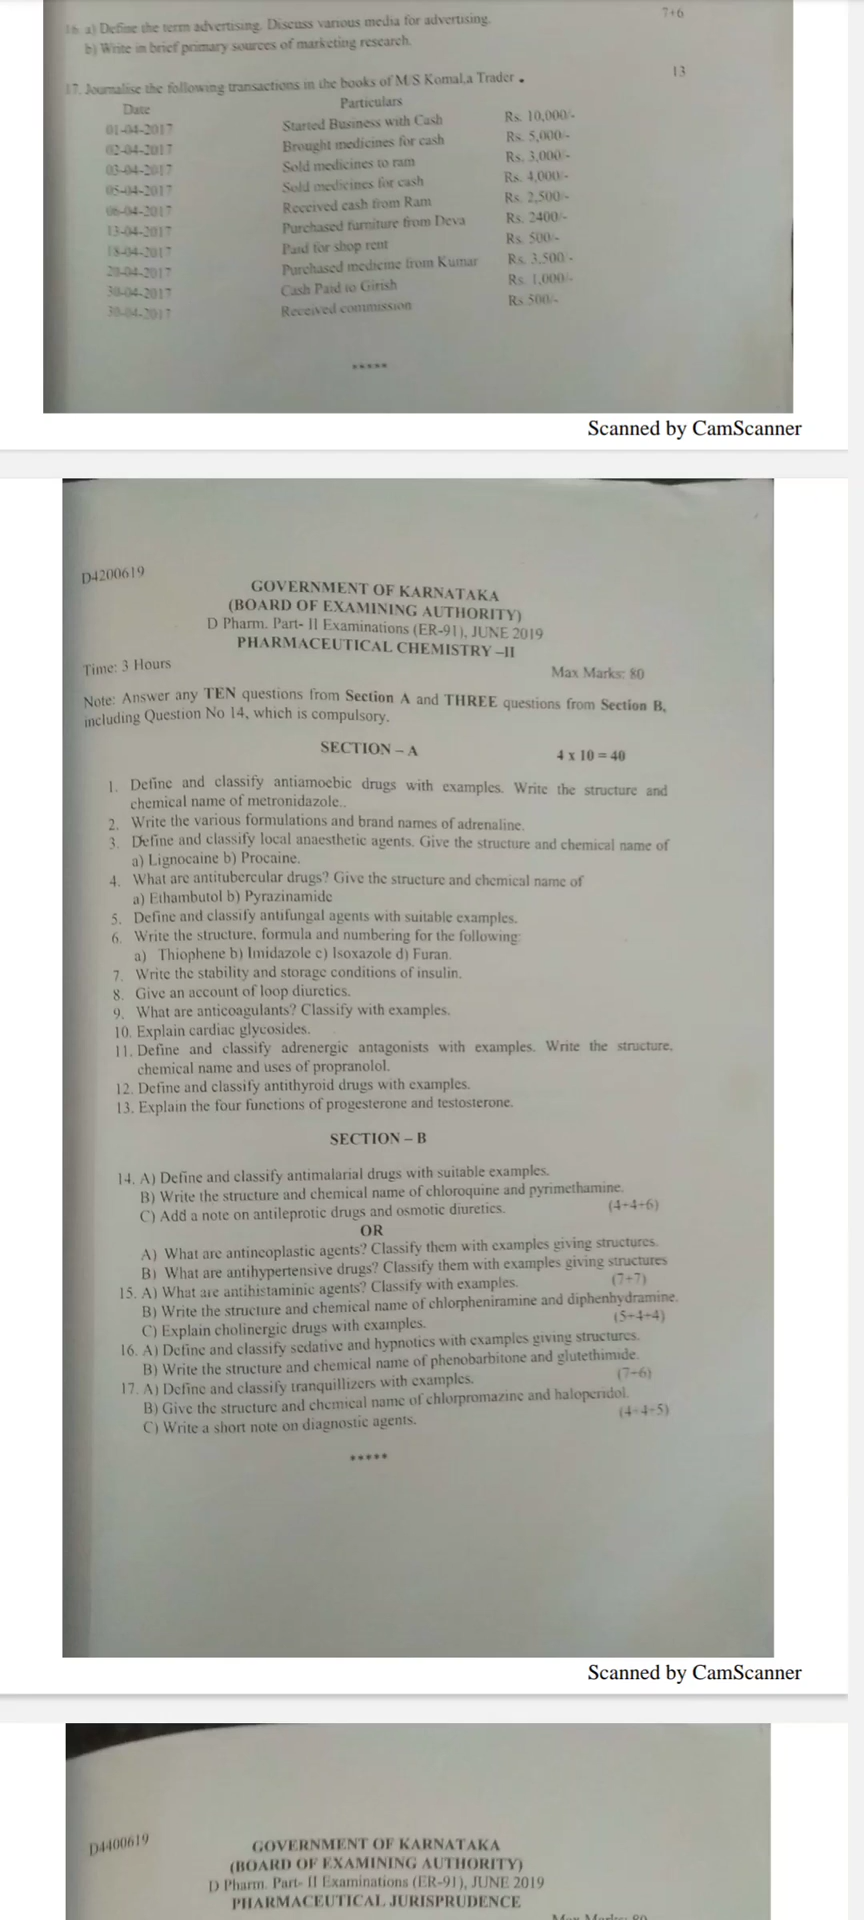 16. a) Define the term advertising. Discuss various media for advertising. 7+6
b) Write in brief primary sources of marketing research.
17. Journalise the following transactions in the books of M/S Komal,a Trader . 13
Date Particulars
01-04-2017 Started Business with Cash Rs. 10,000/-
02-04-2017 Brought medicines for cash Rs. 5,000/-
03-04-2017 Sold medicines to ram Rs. 3,000/-
05-04-2017 Sold medicines for cash Rs. 4,000/-
06-04-2017 Received cash from Ram Rs. 2,500/-
13-04-2017 Purchased furniture from Deva Rs. 2400/-
18-04-2017 Paid for shop rent Rs. 500/-
20-04-2017 Purchased medicine from Kumar Rs. 3,500/-
30-04-2017 Cash Paid to Girish Rs. 1,000/-
30-04-2017 Received commission Rs 500/-
*****
Scanned by CamScanner
D4200619
GOVERNMENT OF KARNATAKA
(BOARD OF EXAMINING AUTHORITY)
D Pharm. Part- II Examinations (ER-91), JUNE 2019
PHARMACEUTICAL CHEMISTRY –II
Time: 3 Hours Max Marks: 80
Note: Answer any TEN questions from Section A and THREE questions from Section B,
including Question No 14, which is compulsory.
SECTION – A 4 x 10 = 40
1. Define and classify antiamoebic drugs with examples. Write the structure and
chemical name of metronidazole..
2. Write the various formulations and brand names of adrenaline.
3. Define and classify local anaesthetic agents. Give the structure and chemical name of
a) Lignocaine b) Procaine.
4. What are antitubercular drugs? Give the structure and chemical name of
a) Ethambutol b) Pyrazinamide
5. Define and classify antifungal agents with suitable examples.
6. Write the structure, formula and numbering for the following:
a) Thiophene b) Imidazole c) Isoxazole d) Furan.
7. Write the stability and storage conditions of insulin.
8. Give an account of loop diuretics.
9. What are anticoagulants? Classify with examples.
10. Explain cardiac glycosides.
11. Define and classify adrenergic antagonists with examples. Write the structure,
chemical name and uses of propranolol.
12. Define and classify antithyroid drugs with examples.
13. Explain the four functions of progesterone and testosterone.
SECTION – B
14. A) Define and classify antimalarial drugs with suitable examples.
B) Write the structure and chemical name of chloroquine and pyrimethamine.
C) Add a note on antileprotic drugs and osmotic diuretics. (4+4+6)
OR
A) What are antineoplastic agents? Classify them with examples giving structures.
B) What are antihypertensive drugs? Classify them with examples giving structures
(7+7)
15. A) What are antihistaminic agents? Classify with examples.
B) Write the structure and chemical name of chlorpheniramine and diphenhydramine.
C) Explain cholinergic drugs with examples. (5+4+4)
16. A) Define and classify sedative and hypnotics with examples giving structures.
B) Write the structure and chemical name of phenobarbitone and glutethimide.
(7+6)
17. A) Define and classify tranquillizers with examples.
B) Give the structure and chemical name of chlorpromazine and haloperidol.
C) Write a short note on diagnostic agents. (4+4+5)
*****
Scanned by CamScanner
D4400619
GOVERNMENT OF KARNATAKA
(BOARD OF EXAMINING AUTHORITY)
D Pharm. Part- II Examinations (ER-91), JUNE 2019
PHARMACEUTICAL JURISPRUDENCE
Max Marks: 80